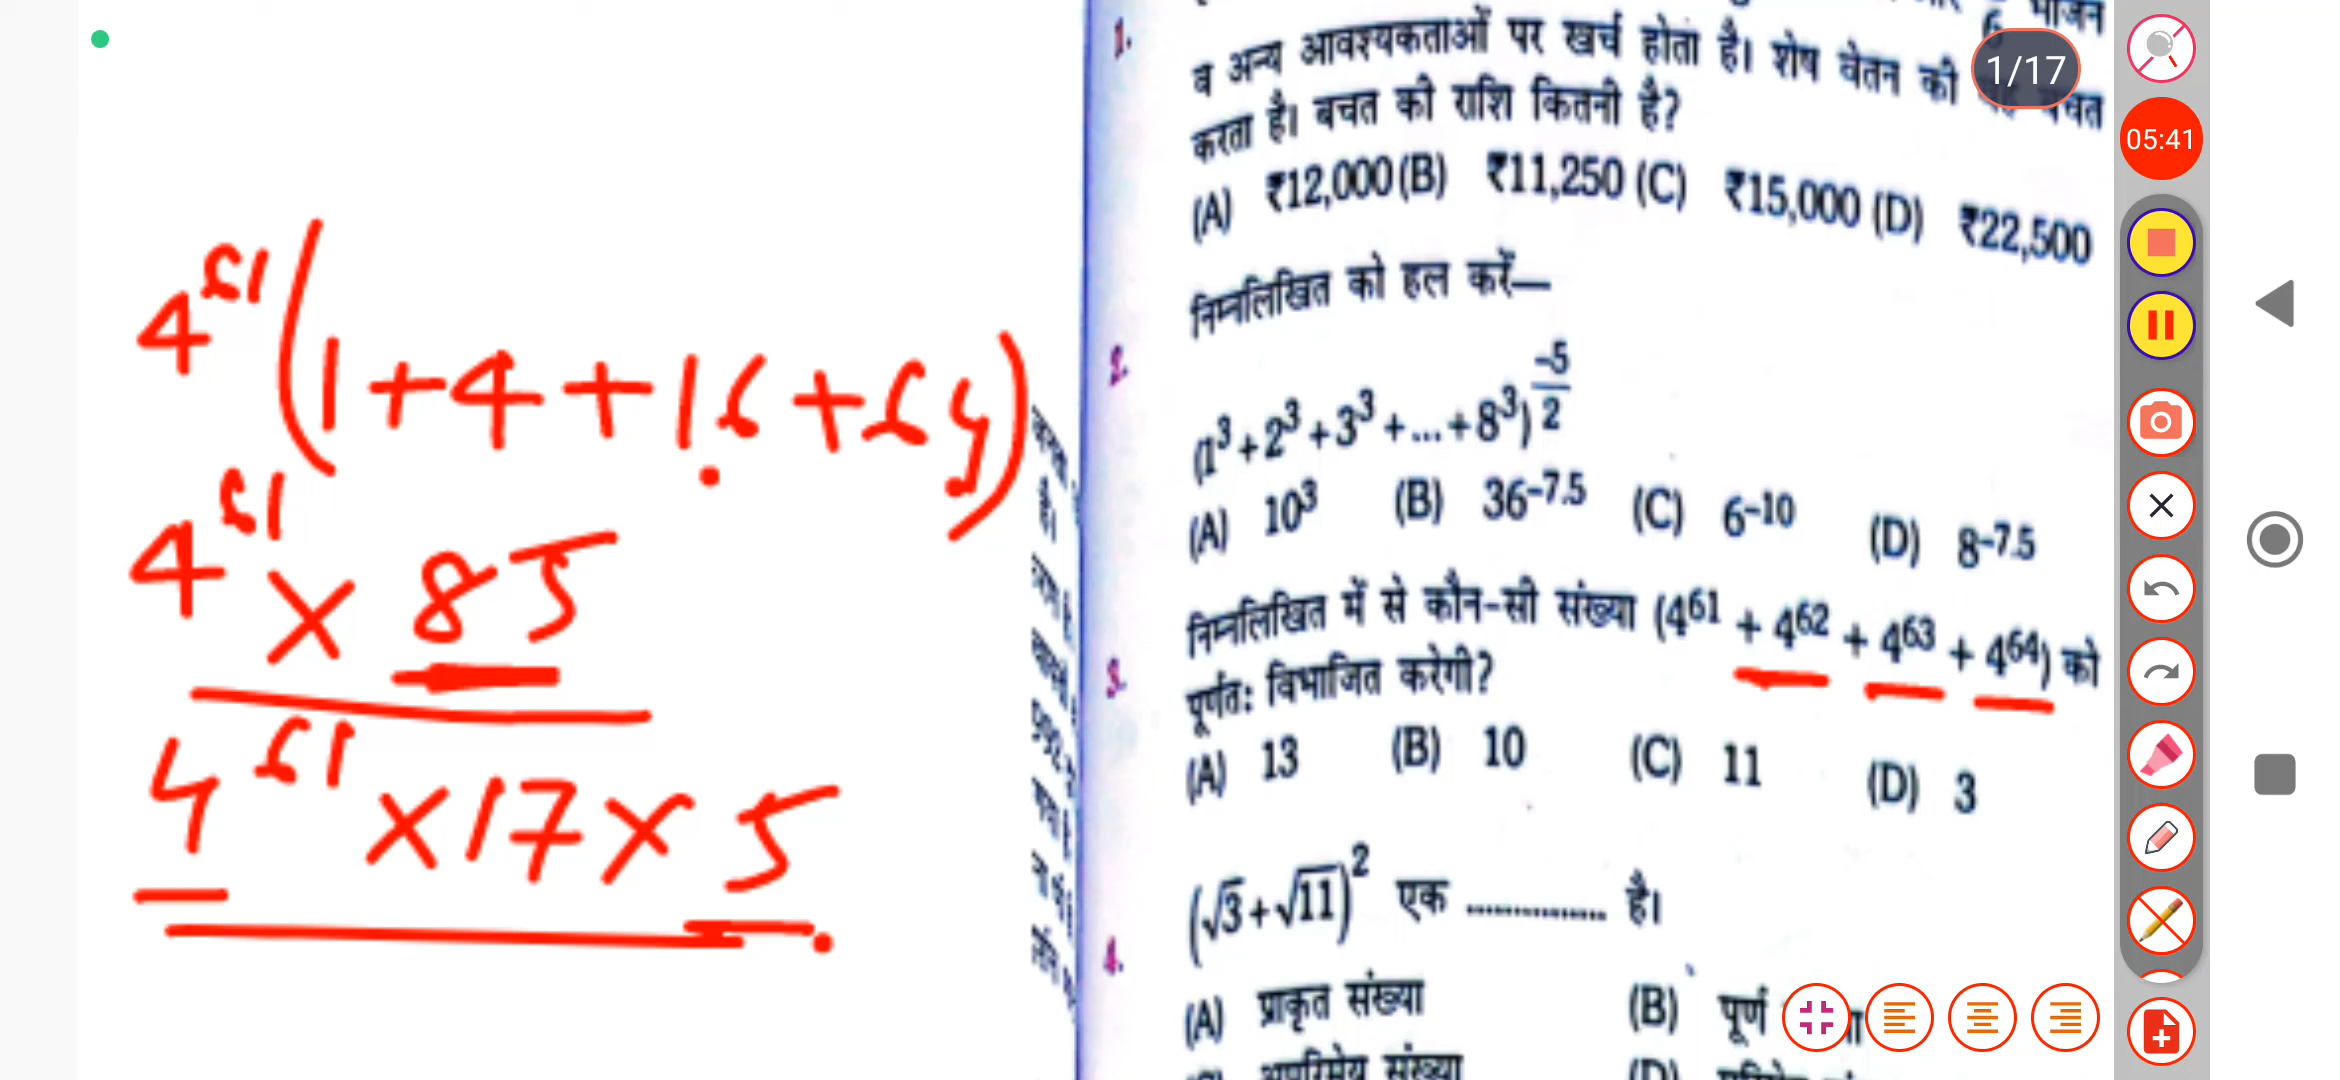 4^61 (1+4+16+64)
4^61 × 85
4^61 × 17 × 5
1.
व अन्य आवश्यकताओं पर खर्च होता है। शेष वेतन की
करता है। बचत की राशि कितनी है?
(A) ₹12,000 (B) ₹11,250 (C) ₹15,000 (D) ₹22,500
निम्नलिखित को हल करें—
2. (1³+2³+3³+...+8³)^(-5/2)
(A) 10³ (B) 36^-7.5 (C) 6^-10 (D) 8^-7.5
3. निम्नलिखित में से कौन-सी संख्या (4^61 + 4^62 + 4^63 + 4^64) को
पूर्णतः विभाजित करेगी?
(A) 13 (B) 10 (C) 11 (D) 3
4. (√3+√11)² एक .............. है।
(A) प्राकृत संख्या (B) पूर्ण
1/17
05:41